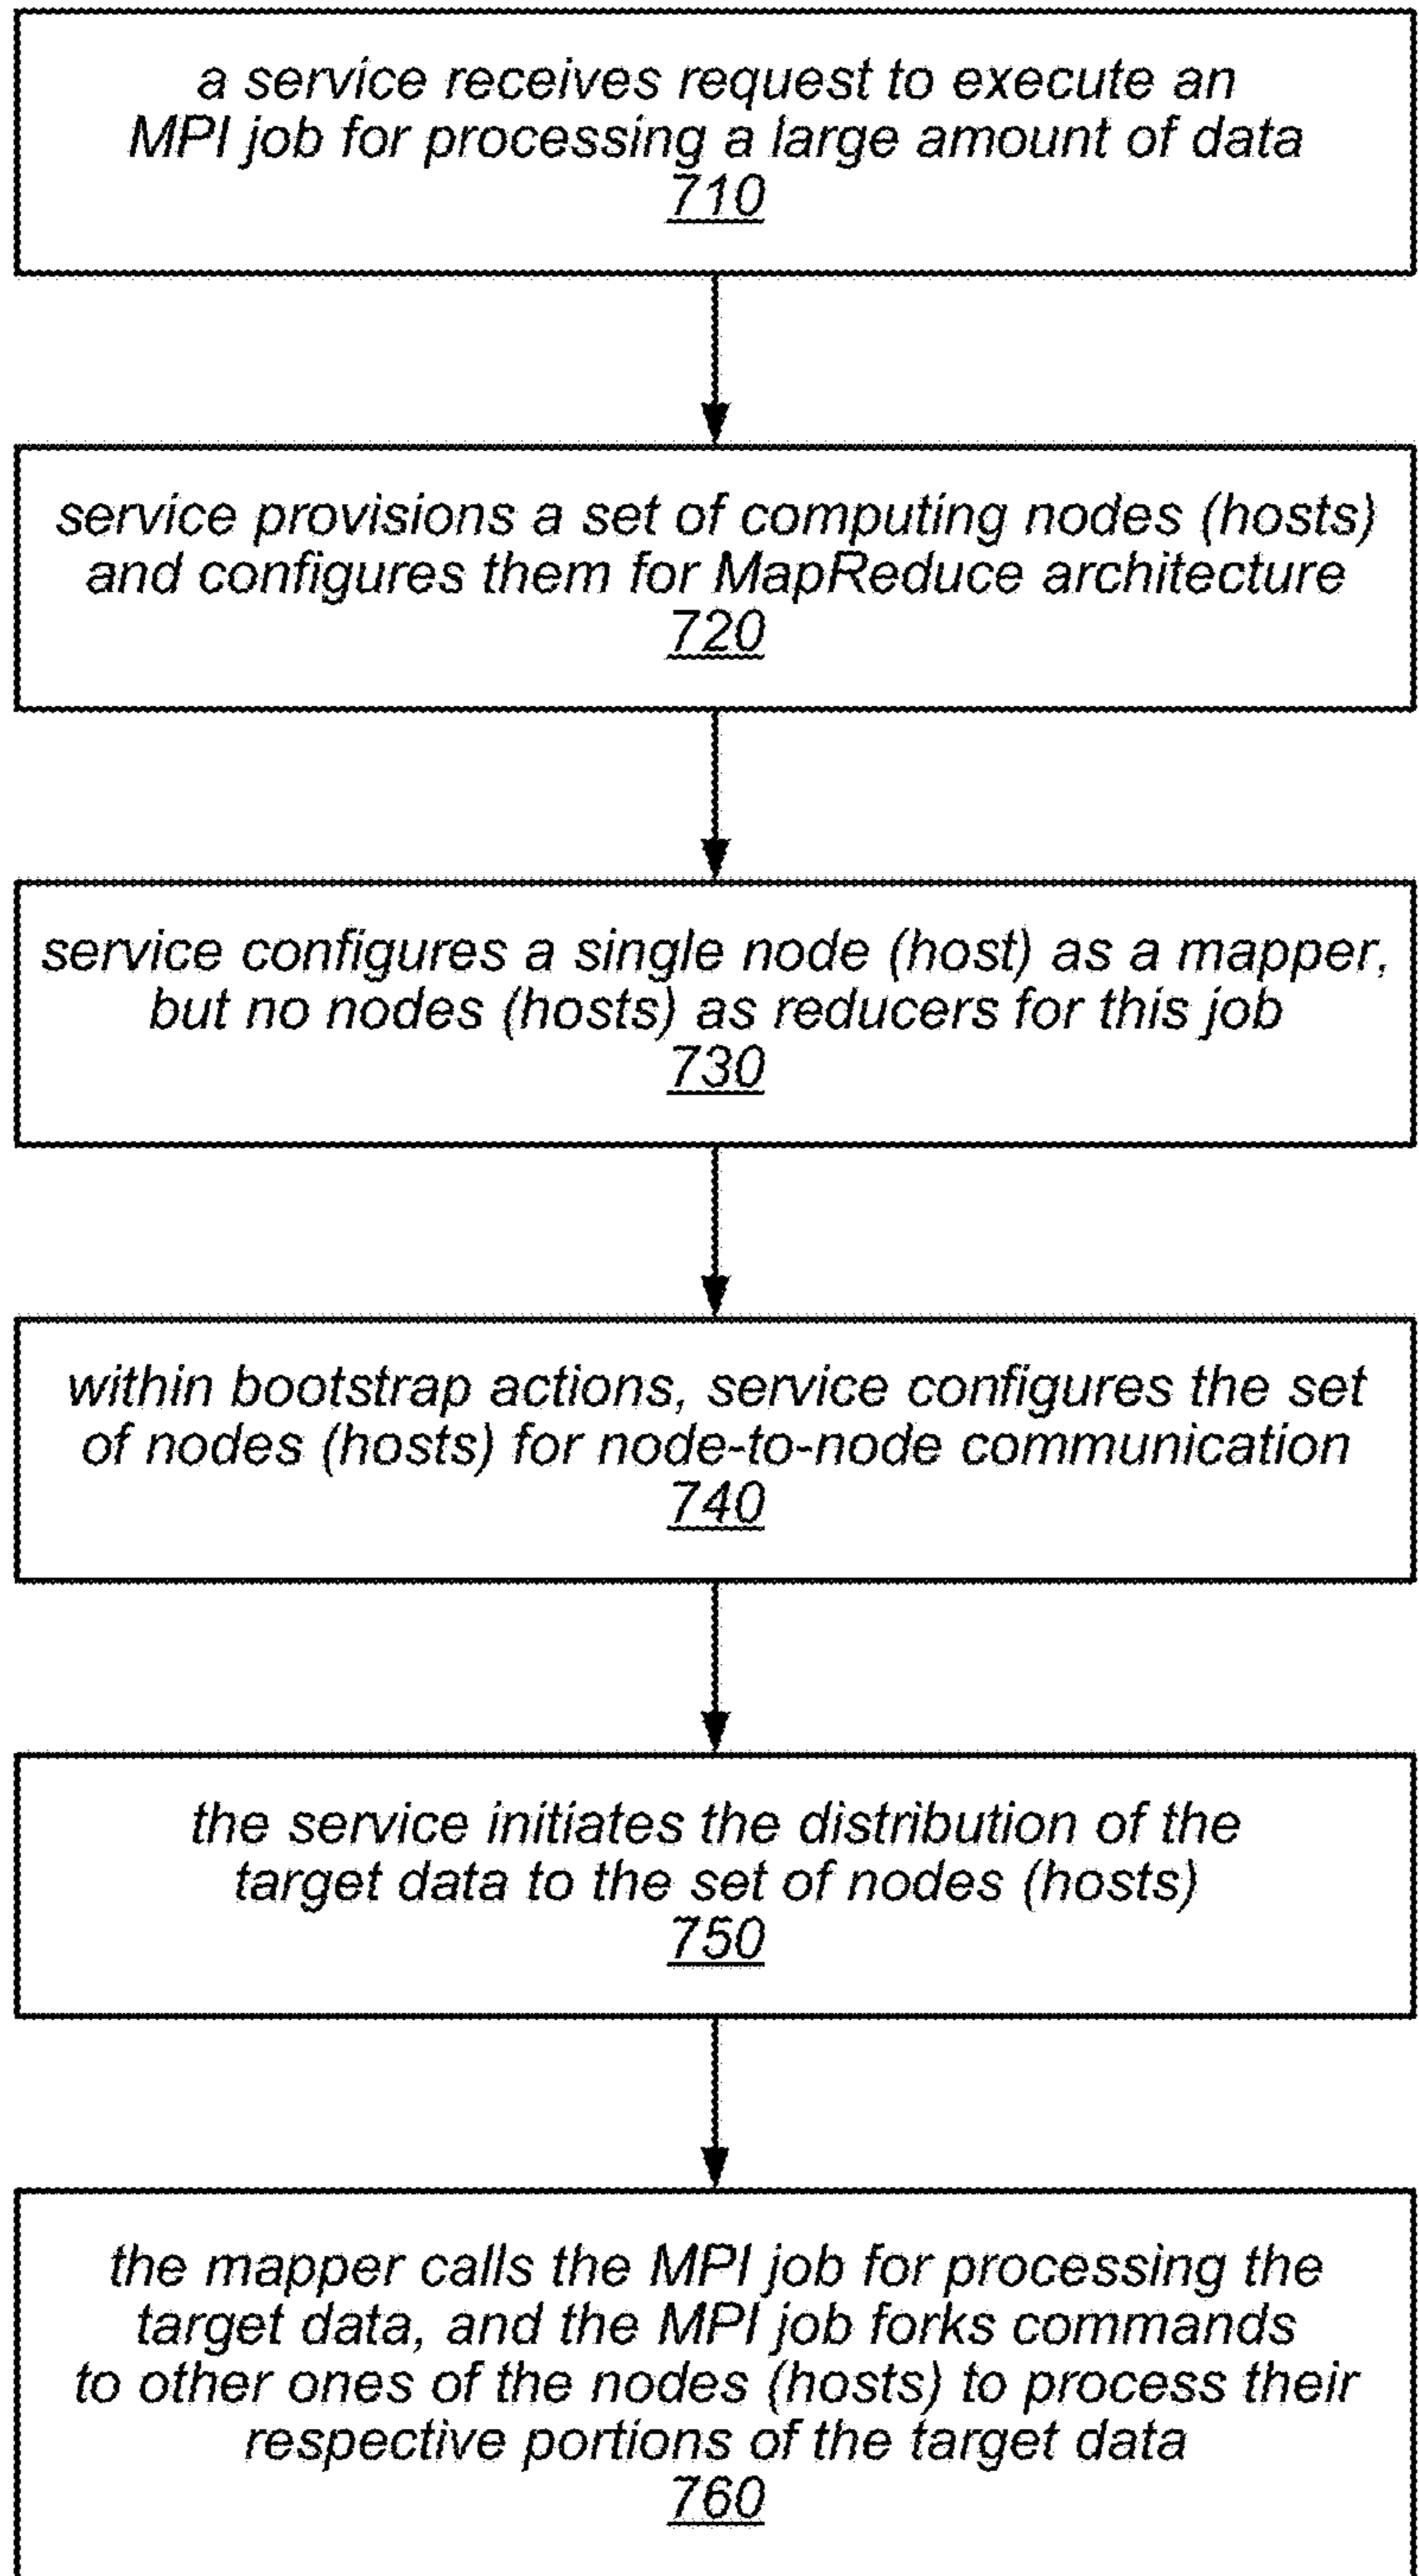 a service receives request to execute an
MPI job for processing a large amount of data
710
service provisions a set of computing nodes (hosts)
and configures them for MapReduce architecture
720
service configures a single node (host) as a mapper,
but no nodes (hosts) as reducers for this job
730
within bootstrap actions, service configures the set
of nodes (hosts) for node-to-node communication
740
the service initiates the distribution of the
target data to the set of nodes (hosts)
750
the mapper calls the MPI job for processing the
target data, and the MPI job forks commands
to other ones of the nodes (hosts) to process their
respective portions of the target data
760